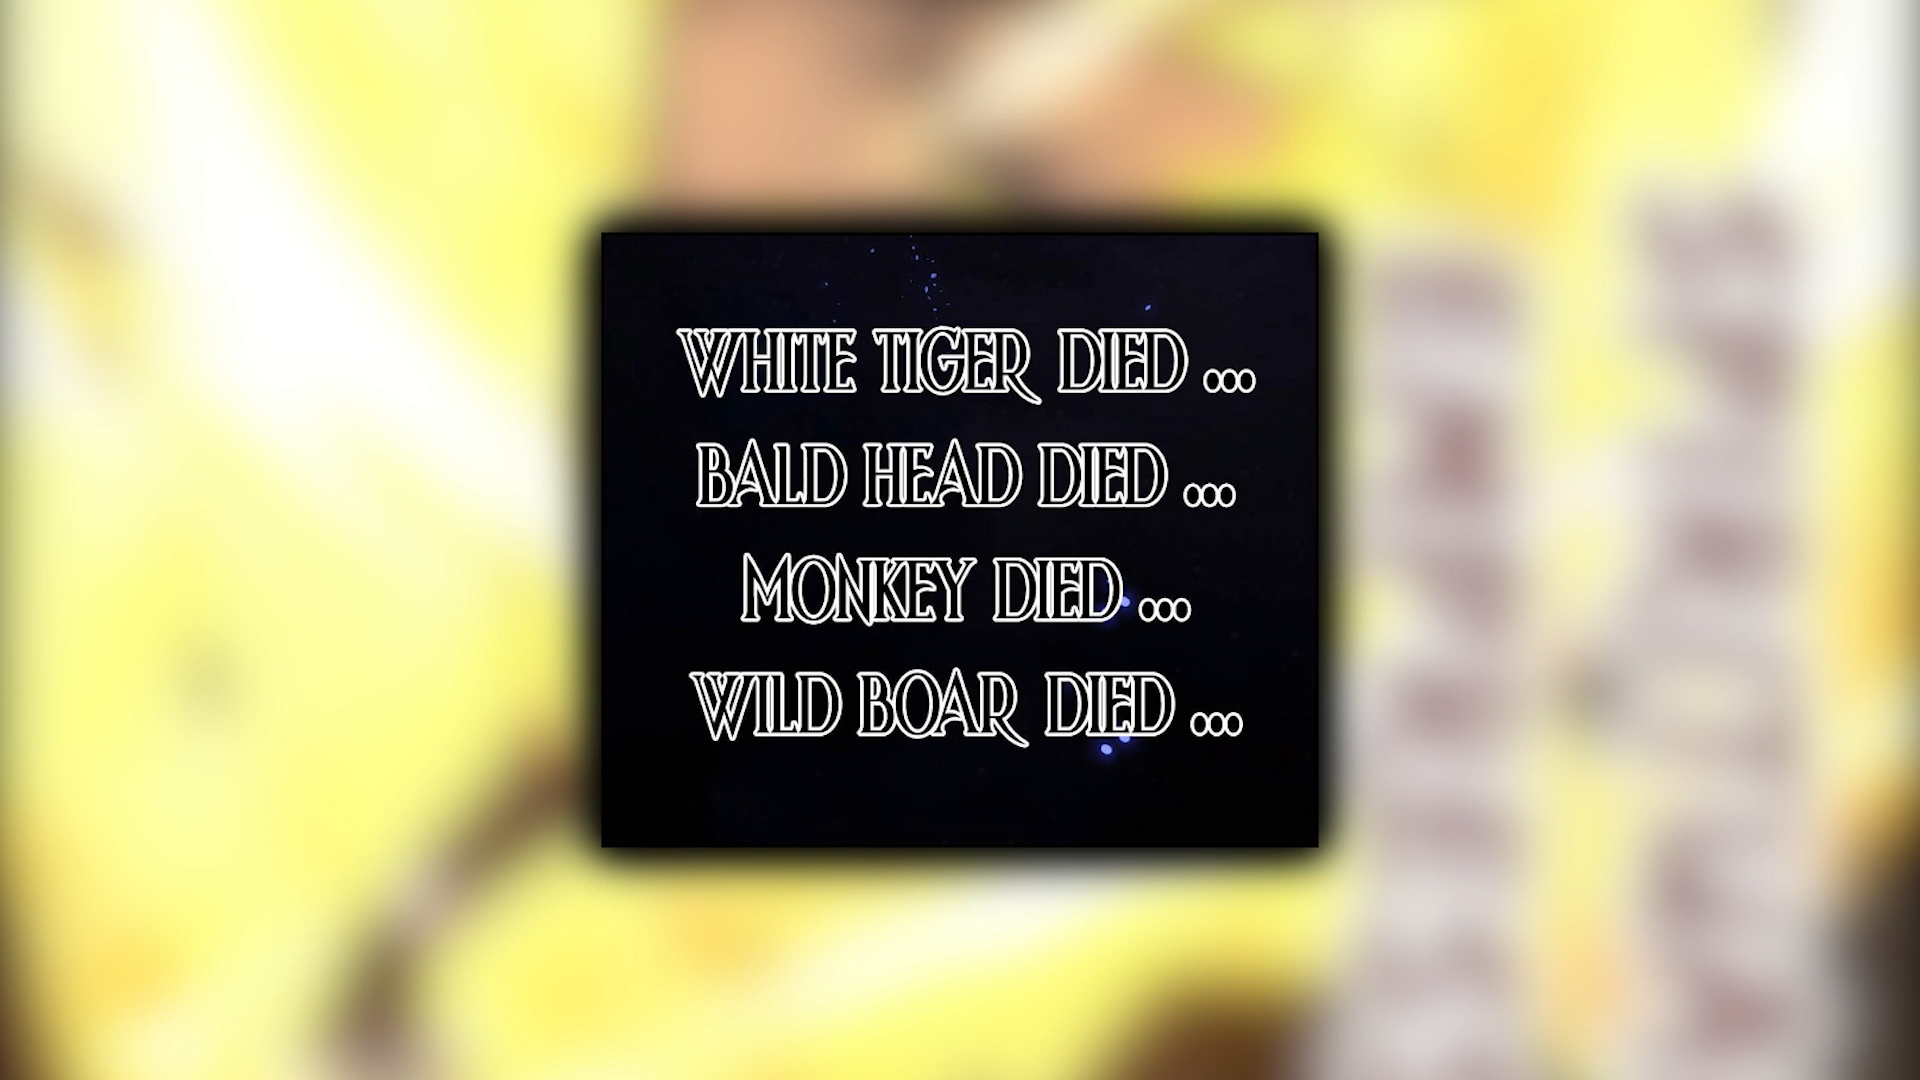 WHITE TIGER DIED ...
BALD HEAD DIED ...
MONKEY DIED ...
WILD BOAR DIED ...